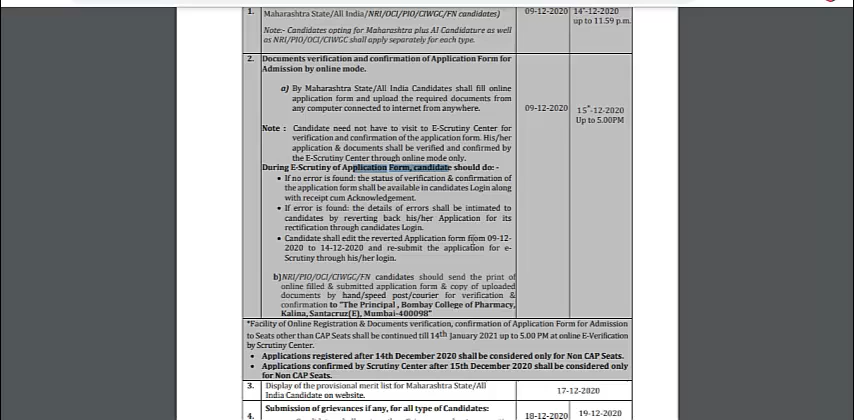 1. Maharashtra State/All India/NRI/OCI/PIO/CIWGC/FN candidates) 09-12-2020 14th-12-2020
up to 11.59 p.m.
Note:- Candidates opting for Maharashtra plus AI Candidature as well
as NRI/PIO/OCI/CIWGC shall apply separately for each type.
2. Documents verification and confirmation of Application Form for
Admission by online mode.
a) By Maharashtra State/All India Candidates shall fill online
application form and upload the required documents from
any computer connected to internet from anywhere.
09-12-2020 15th-12-2020
Up to 5.00PM
Note : Candidate need not have to visit to E-Scrutiny Center for
verification and confirmation of the application form. His/her
application & documents shall be verified and confirmed by
the E-Scrutiny Center through online mode only.
During E-Scrutiny of Application Form, candidate should do: -
• If no error is found: the status of verification & confirmation of
the application form shall be available in candidates Login along
with receipt cum Acknowledgement.
• If error is found: the details of errors shall be intimated to
candidates by reverting back his/her Application for its
rectification through candidates Login.
• Candidate shall edit the reverted Application form from 09-12-
2020 to 14-12-2020 and re-submit the application for e-
Scrutiny through his/her login.
b)NRI/PIO/OCI/CIWGC/FN candidates should send the print of
online filled & submitted application form & copy of uploaded
documents by hand/speed post/courier for verification &
confirmation to "The Principal , Bombay College of Pharmacy,
Kalina, Santacruz(E), Mumbai-400098"
*Facility of Online Registration & Documents verification, confirmation of Application Form for Admission
to Seats other than CAP Seats shall be continued till 14th January 2021 up to 5.00 PM at online E-Verification
by Scrutiny Center.
• Applications registered after 14th December 2020 shall be considered only for Non CAP Seats.
• Applications confirmed by Scrutiny Center after 15th December 2020 shall be considered only
for Non CAP Seats.
3. Display of the provisional merit list for Maharashtra State/All
India Candidate on website.
17-12-2020
4. Submission of grievances if any, for all type of Candidates:
18-12-2020 19-12-2020